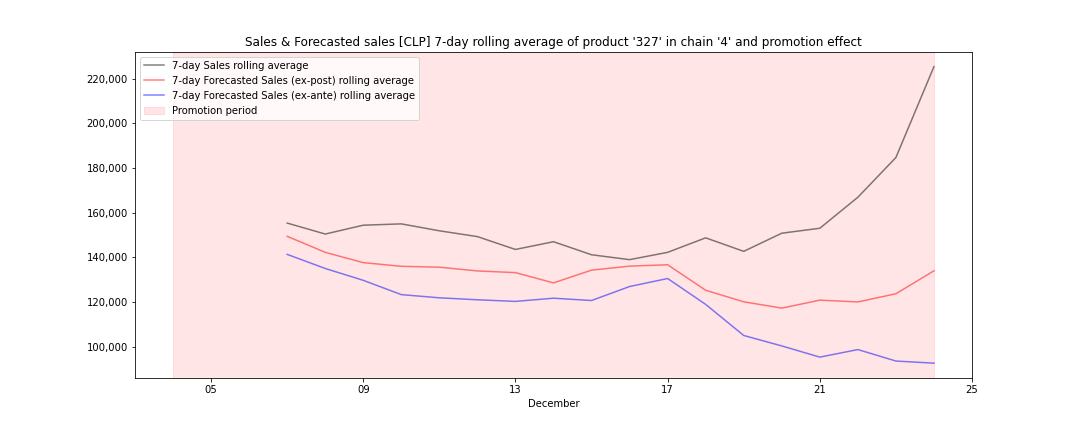 Sales & Forecasted sales [CLP] 7-day rolling average of product '327' in chain '4' and promotion effect
7-day Sales rolling average
7-day Forecasted Sales (ex-post) rolling average
7-day Forecasted Sales (ex-ante) rolling average
Promotion period
220,000
200,000
180,000
160,000
140,000
120,000
100,000
05 09 13 17 21 25
December